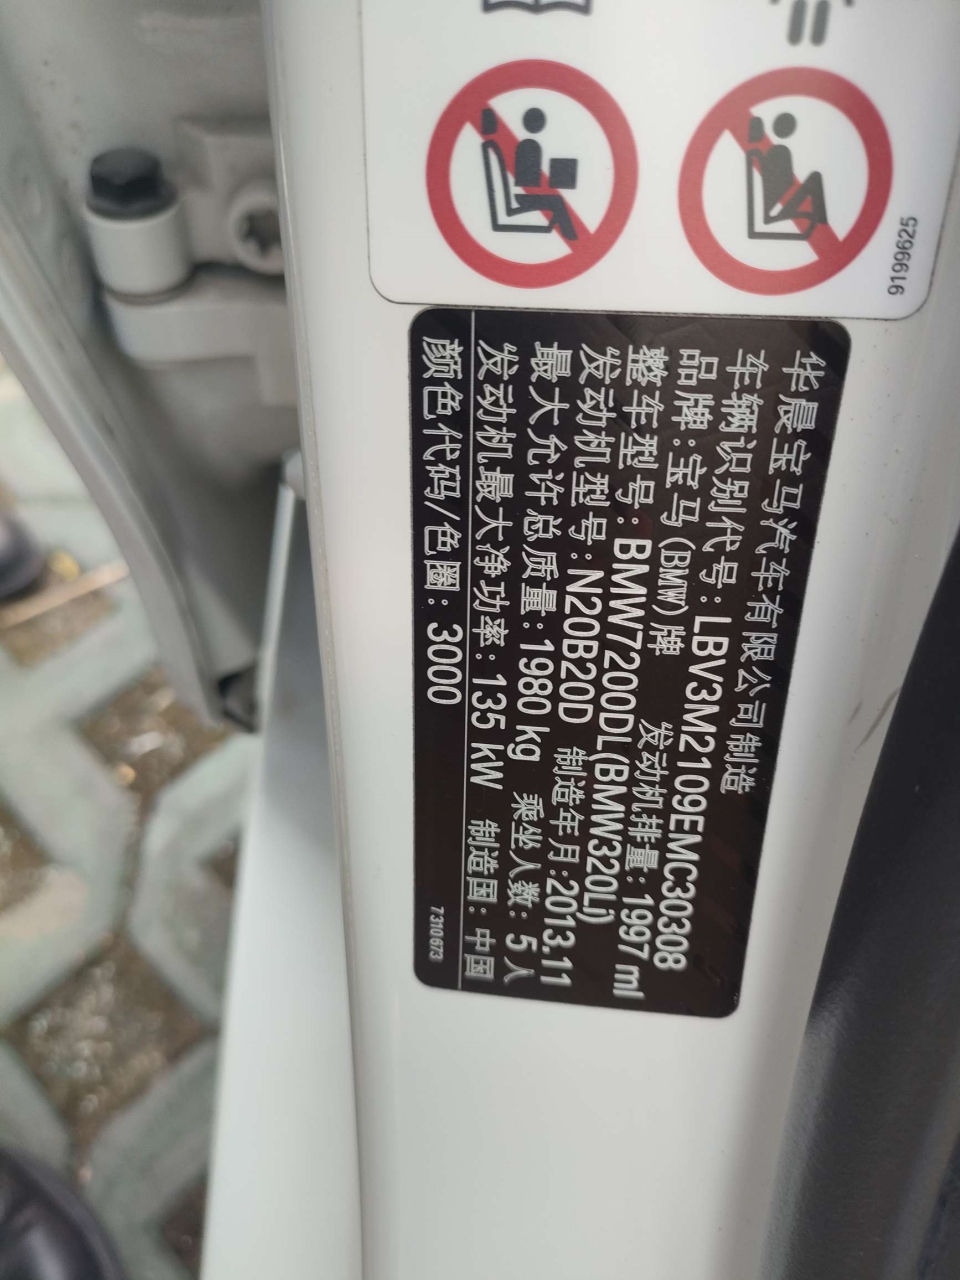 9199625
华晨宝马汽车有限公司制造
车辆识别代号:LBV3M2109EMC30308
品牌:宝马(BMW)牌 发动机排量:1997 ml
整车型号:BMW7200DL(BMW320Li)
发动机型号:N20B20D 制造年月:2013.11
最大允许总质量:1980 kg 乘坐人数:5人
发动机最大净功率:135 kW 制造国:中国
颜色代码/色圈:3000
7310673